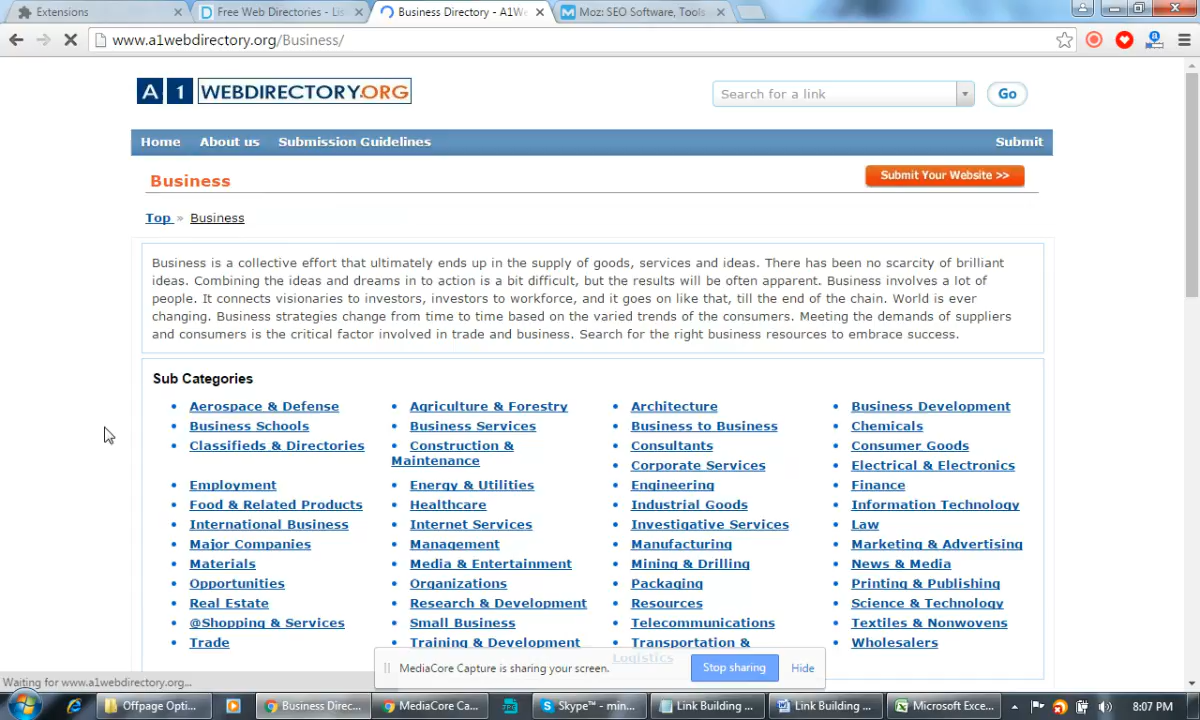 Extensions
Free Web Directories - Lis
Business Directory - A1We
Moz: SEO Software, Tools
www.a1webdirectory.org/Business/
A 1 WEBDIRECTORY.ORG
Search for a link
Go
Home About us Submission Guidelines Submit
Business
Submit Your Website >>
Top » Business
Business is a collective effort that ultimately ends up in the supply of goods, services and ideas. There has been no scarcity of brilliant
ideas. Combining the ideas and dreams in to action is a bit difficult, but the results will be often apparent. Business involves a lot of
people. It connects visionaries to investors, investors to workforce, and it goes on like that, till the end of the chain. World is ever
changing. Business strategies change from time to time based on the varied trends of the consumers. Meeting the demands of suppliers
and consumers is the critical factor involved in trade and business. Search for the right business resources to embrace success.
Sub Categories
Aerospace & Defense Agriculture & Forestry Architecture Business Development
Business Schools Business Services Business to Business Chemicals
Classifieds & Directories Construction & Consultants Consumer Goods
Maintenance
Corporate Services Electrical & Electronics
Employment Energy & Utilities Engineering Finance
Food & Related Products Healthcare Industrial Goods Information Technology
International Business Internet Services Investigative Services Law
Major Companies Management Manufacturing Marketing & Advertising
Materials Media & Entertainment Mining & Drilling News & Media
Opportunities Organizations Packaging Printing & Publishing
Real Estate Research & Development Resources Science & Technology
@Shopping & Services Small Business Telecommunications Textiles & Nonwovens
Trade Training & Development Transportation & Wholesalers
Logistics
MediaCore Capture is sharing your screen. Stop sharing Hide
Waiting for www.a1webdirectory.org...
Offpage Opti... Business Direc... MediaCore Ca... Skype™ - min... Link Building ... Link Building ... Microsoft Exce... 8:07 PM